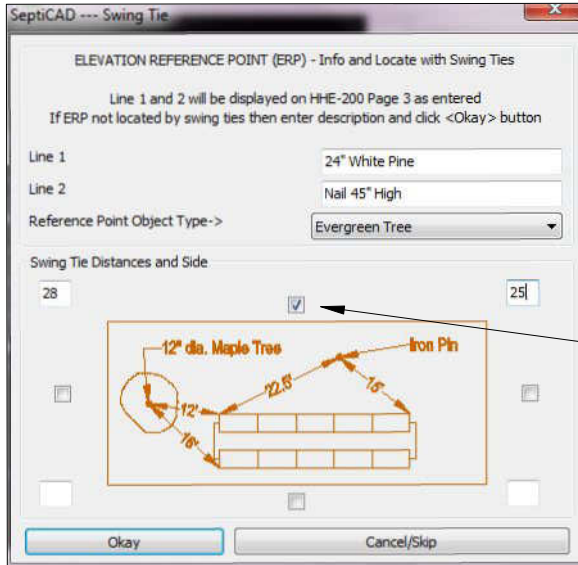 SeptiCAD --- Swing Tie
ELEVATION REFERENCE POINT (ERP) - Info and Locate with Swing Ties
Line 1 and 2 will be displayed on HHE-200 Page 3 as entered
If ERP not located by swing ties then enter description and click <Okay> button
Line 1
24" White Pine
Line 2
Nail 45" High
Reference Point Object Type->
Evergreen Tree
Swing Tie Distances and Side
28
25
12" dia. Maple Tree
Iron Pin
22.5'
15'
12'
16'
Okay
Cancel/Skip